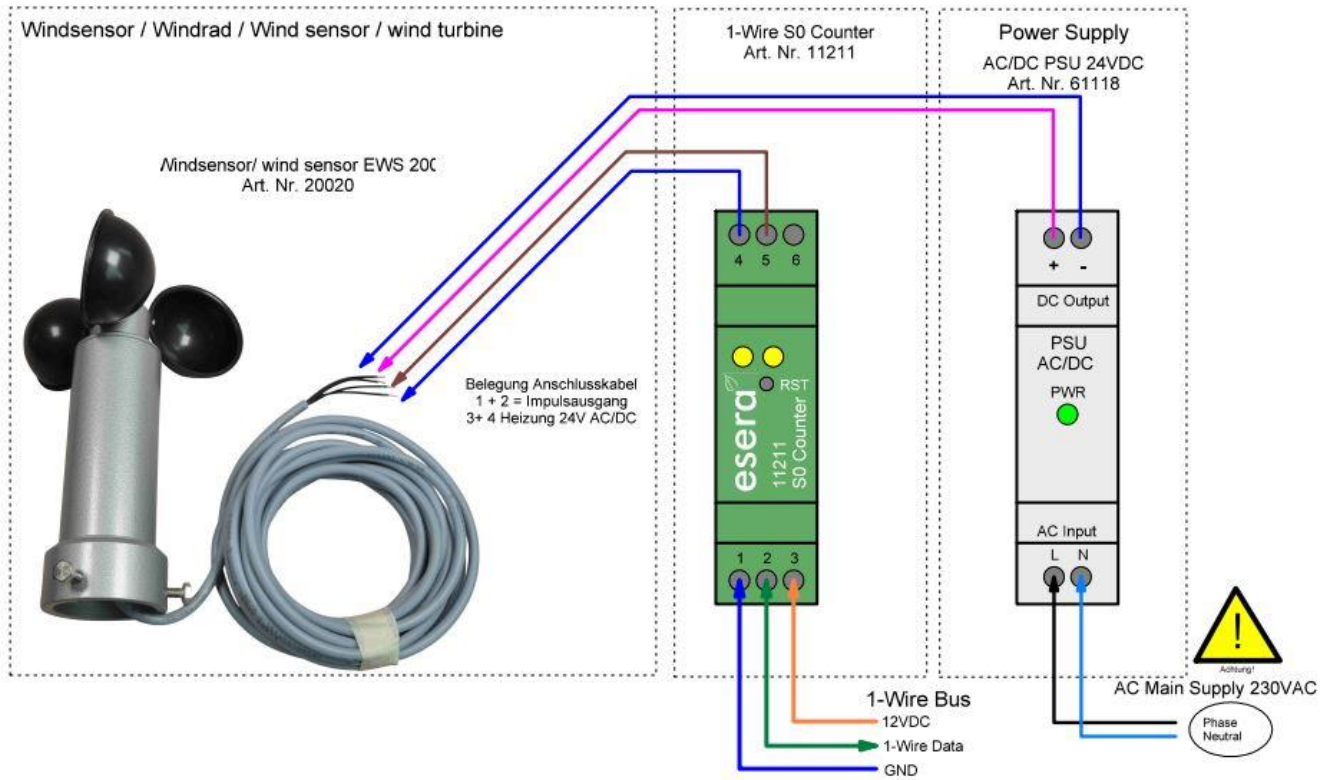 Windsensor / Windrad / Wind sensor / wind turbine
1-Wire S0 Counter
Art. Nr. 11211
Power Supply
AC/DC PSU 24VDC
Art. Nr. 61118
Windsensor/ wind sensor EWS 200
Art. Nr. 20020
4 5 6
+ -
DC Output
PSU
AC/DC
PWR
Belegung Anschlusskabel
1 + 2 = Impulsausgang
3+ 4 Heizung 24V AC/DC
RST
esera
11211
S0 Counter
AC Input
1 2 3
L N
Achtung!
AC Main Supply 230VAC
1-Wire Bus
12VDC
1-Wire Data
GND
Phase
Neutral
!